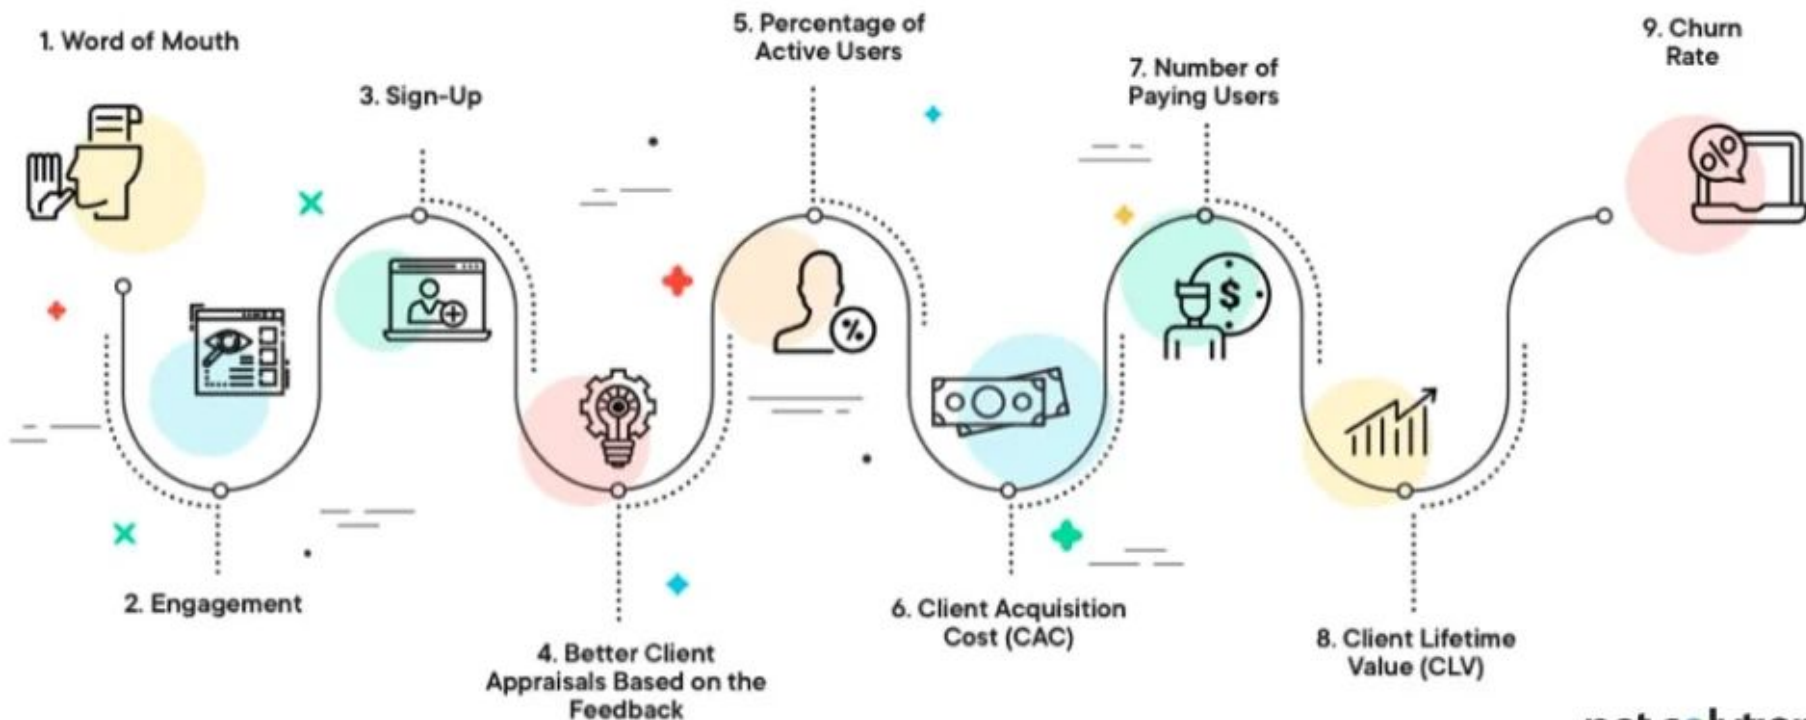 1. Word of Mouth
2. Engagement
3. Sign-Up
4. Better Client
Appraisals Based on the
Feedback
5. Percentage of
Active Users
6. Client Acquisition
Cost (CAC)
7. Number of
Paying Users
8. Client Lifetime
Value (CLV)
9. Churn
Rate